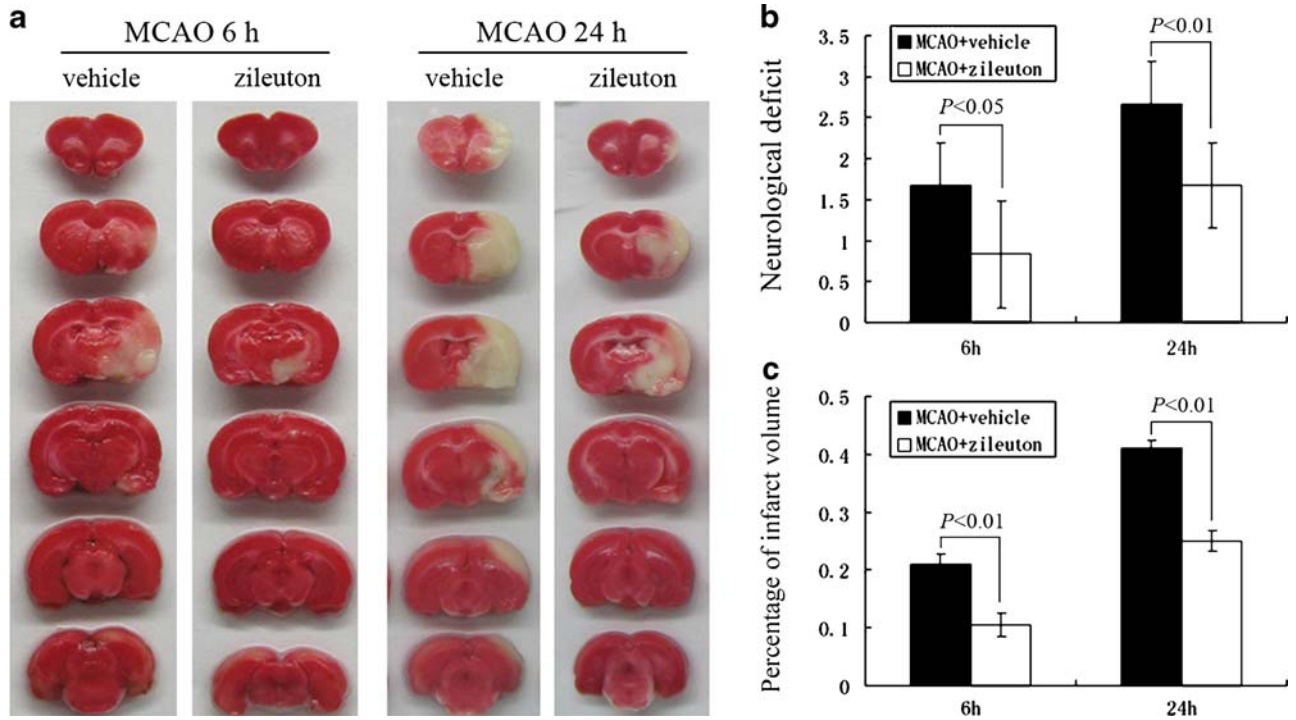 a
MCAO 6 h
MCAO 24 h
vehicle
zileuton
vehicle
zileuton
b
Neurological deficit
3.5
3
2.5
2
1.5
1
0.5
0
MCAO+vehicle
MCAO+zileuton
P<0.05
P<0.01
6h
24h
c
Percentage of infarct volume
0.5
0.4
0.3
0.2
0.1
0
MCAO+vehicle
MCAO+zileuton
P<0.01
P<0.01
6h
24h